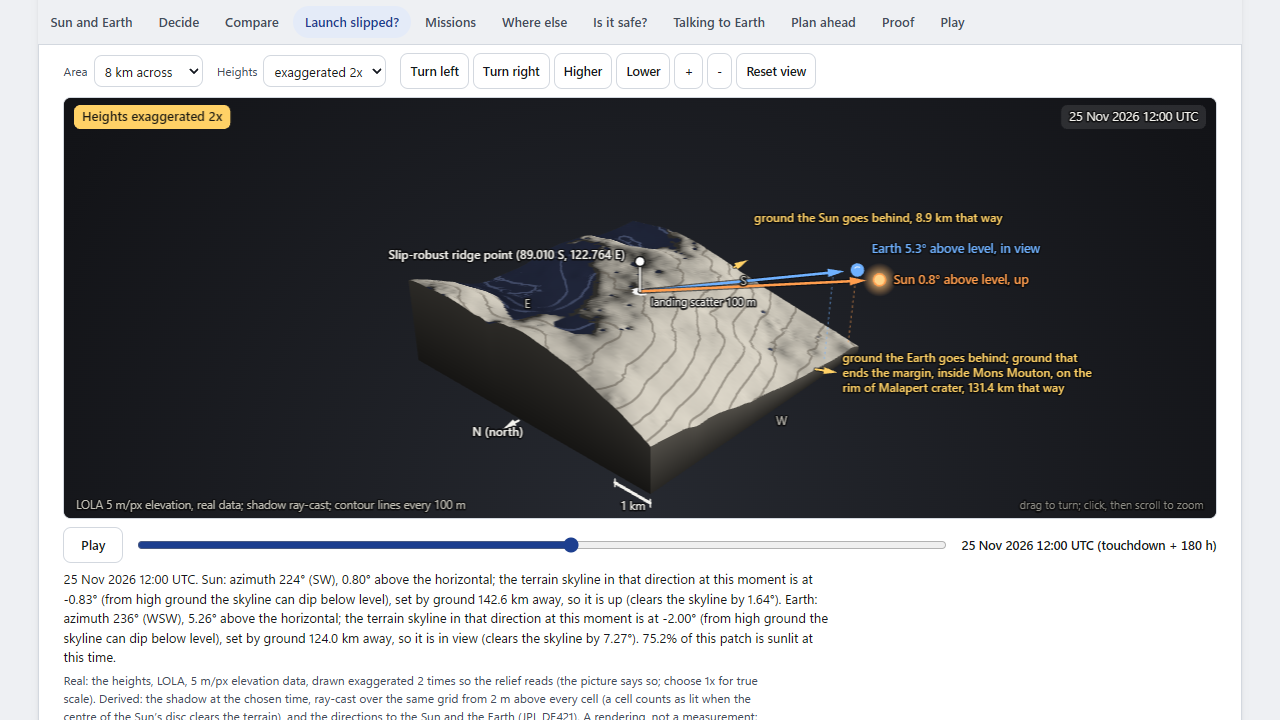 Sun and Earth Decide Compare Launch slipped? Missions Where else Is it safe? Talking to Earth Plan ahead Proof Play
Area 8 km across Heights exaggerated 2x Turn left Turn right Higher Lower + - Reset view
Heights exaggerated 2x
25 Nov 2026 12:00 UTC
ground the Sun goes behind, 8.9 km that way
Slip-robust ridge point (89.010 S, 122.764 E)
Earth 5.3° above level, in view
S
Sun 0.8° above level, up
E
landing scatter 100 m
ground the Earth goes behind; ground that
ends the margin, inside Mons Mouton, on the
rim of Malapert crater, 131.4 km that way
W
N (north)
1 km
LOLA 5 m/px elevation, real data; shadow ray-cast; contour lines every 100 m
drag to turn; click, then scroll to zoom
Play
25 Nov 2026 12:00 UTC (touchdown + 180 h)
25 Nov 2026 12:00 UTC. Sun: azimuth 224° (SW), 0.80° above the horizontal; the terrain skyline in that direction at this moment is at
-0.83° (from high ground the skyline can dip below level), set by ground 142.6 km away, so it is up (clears the skyline by 1.64°). Earth:
azimuth 236° (WSW), 5.26° above the horizontal; the terrain skyline in that direction at this moment is at -2.00° (from high ground the
skyline can dip below level), set by ground 124.0 km away, so it is in view (clears the skyline by 7.27°). 75.2% of this patch is sunlit at
this time.
Real: the heights, LOLA, 5 m/px elevation data, drawn exaggerated 2 times so the relief reads (the picture says so; choose 1x for true
scale). Derived: the shadow at the chosen time, ray-cast over the same grid from 2 m above every cell (a cell counts as lit when the
centre of the Sun's disc clears the terrain), and the directions to the Sun and the Earth (JPL DE421). A rendering, not a measurement: